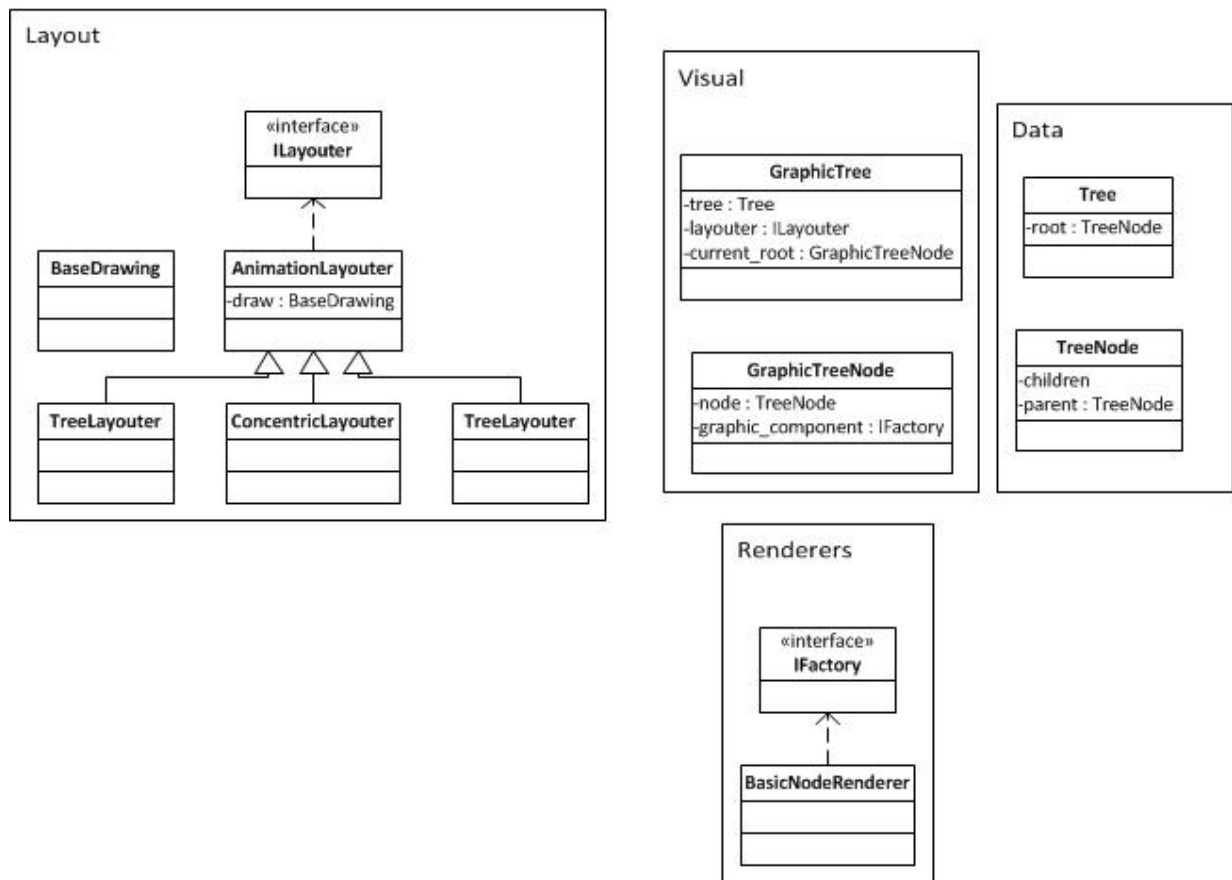 Layout
«interface»
ILayouter
BaseDrawing
AnimationLayouter
-draw : BaseDrawing
TreeLayouter
ConcentricLayouter
TreeLayouter
Visual
GraphicTree
-tree : Tree
-layouter : ILayouter
-current_root : GraphicTreeNode
GraphicTreeNode
-node : TreeNode
-graphic_component : IFactory
Data
Tree
-root : TreeNode
TreeNode
-children
-parent : TreeNode
Renderers
«interface»
IFactory
BasicNodeRenderer